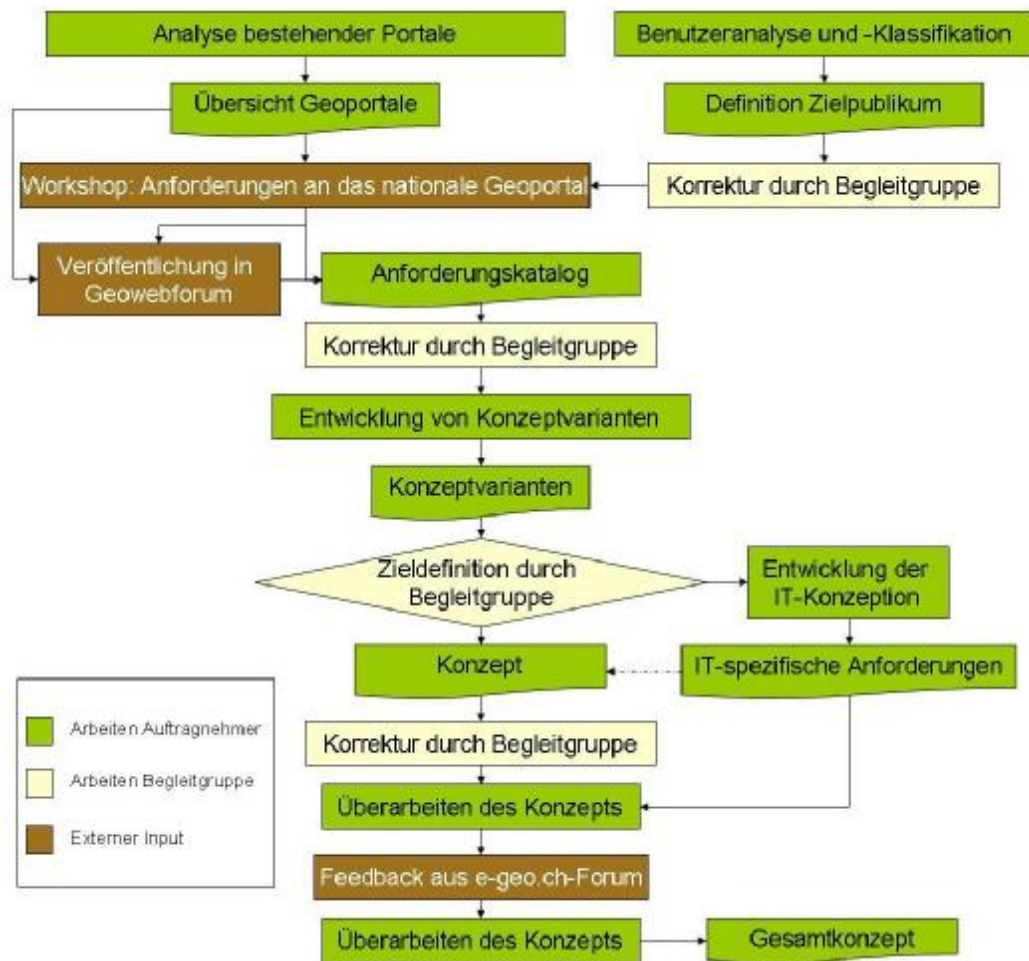 Analyse bestehender Portale
Benutzeranalyse und -Klassifikation
Übersicht Geoportale
Definition Zielpublikum
Workshop: Anforderungen an das nationale Geoportal
Korrektur durch Begleitgruppe
Veröffentlichung in
Geowebforum
Anforderungskatalog
Korrektur durch Begleitgruppe
Entwicklung von Konzeptvarianten
Konzeptvarianten
Zieldefinition durch
Begleitgruppe
Entwicklung der
IT-Konzeption
Konzept
IT-spezifische Anforderungen
Korrektur durch Begleitgruppe
Überarbeiten des Konzepts
Feedback aus e-geo.ch-Forum
Überarbeiten des Konzepts
Gesamtkonzept
Arbeiten Auftragnehmer
Arbeiten Begleitgruppe
Externer Input